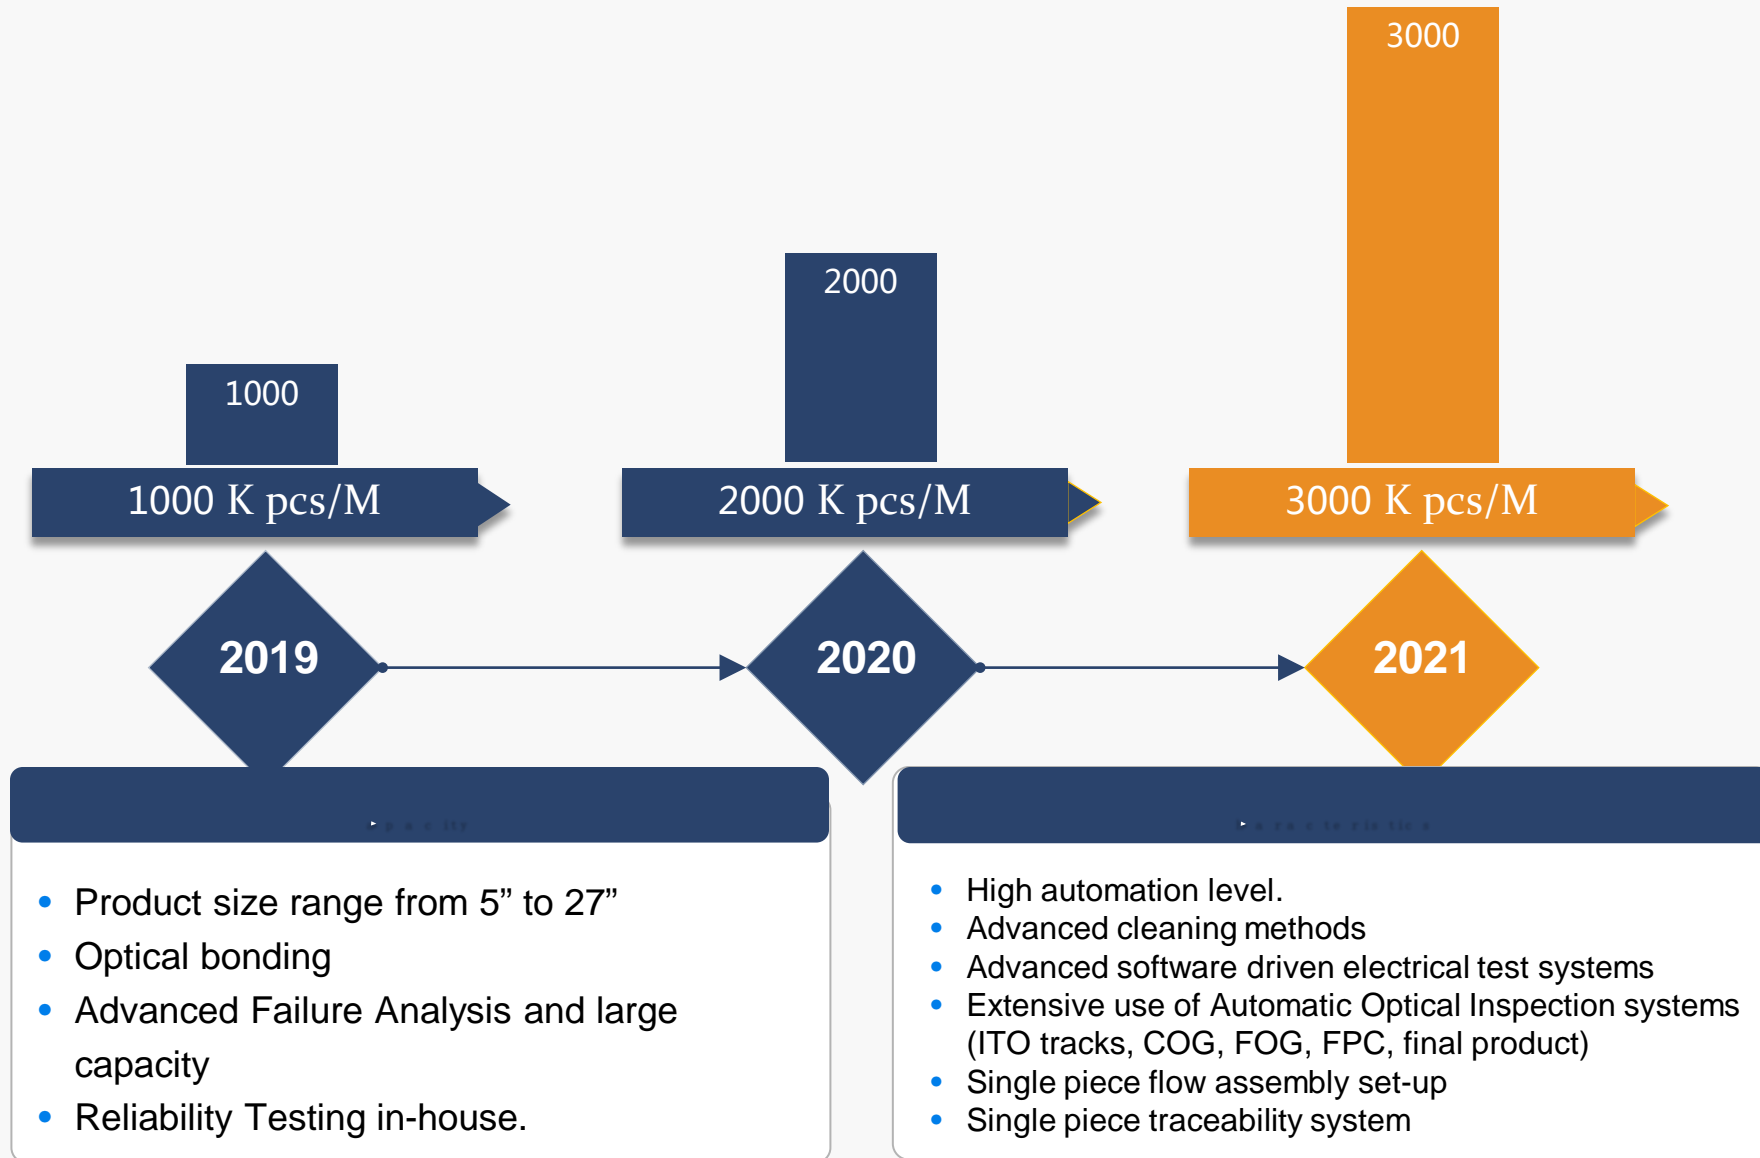 3000
2000
1000
1000 K pcs/M
2000 K pcs/M
3000 K pcs/M
2019
2020
2021
• Product size range from 5” to 27”
• Optical bonding
• Advanced Failure Analysis and large
capacity
• Reliability Testing in-house.
• High automation level.
• Advanced cleaning methods
• Advanced software driven electrical test systems
• Extensive use of Automatic Optical Inspection systems
(ITO tracks, COG, FOG, FPC, final product)
• Single piece flow assembly set-up
• Single piece traceability system